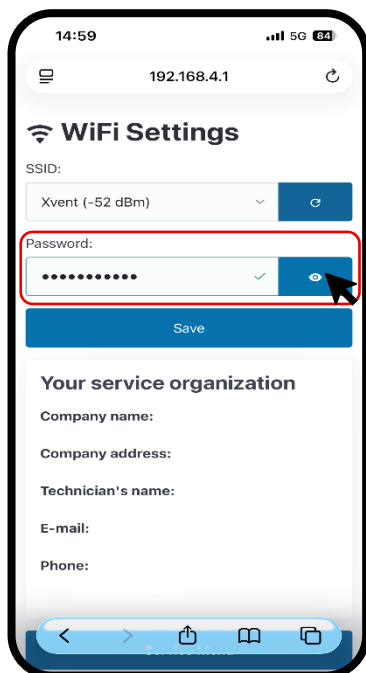 14:59 5G 84
192.168.4.1
WiFi Settings
SSID:
Xvent (-52 dBm)
Password:
•••••••••••
Save
Your service organization
Company name:
Company address:
Technician's name:
E-mail:
Phone: